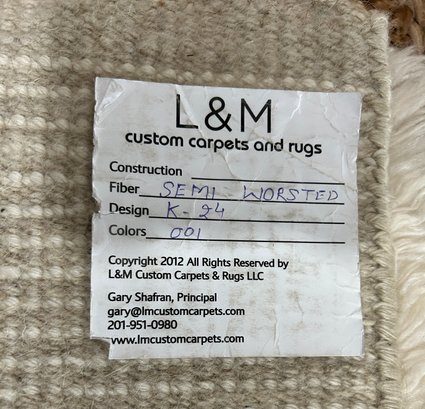 L&M
custom carpets and rugs
Construction
Fiber SEMI WORSTED
Design K-24
Colors 001
Copyright 2012 All Rights Reserved by
L&M Custom Carpets & Rugs LLC
Gary Shafran, Principal
gary@lmcustomcarpets.com
201-951-0980
www.lmcustomcarpets.com